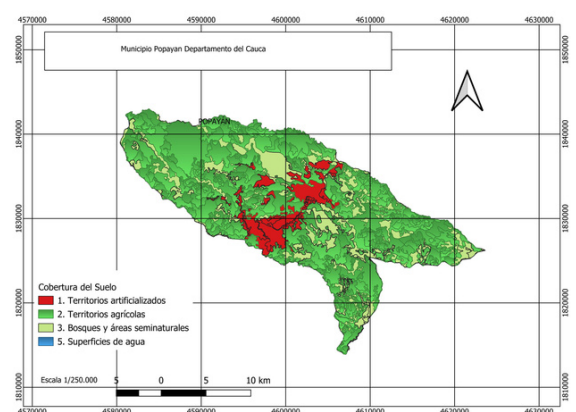 4570000 4580000 4590000 4600000 4610000 4620000 4630000
Municipio Popayan Departamento del Cauca
1850000 1850000
1840000 1840000
POPAYÁN
1830000 1830000
1820000 1820000
1810000 1810000
Cobertura del Suelo
1. Territorios artificializados
2. Territorios agrícolas
3. Bosques y áreas seminaturales
5. Superficies de agua
Escala 1/250.000 5 0 5 10 km
4570000 4580000 4590000 4600000 4610000 4620000 4630000